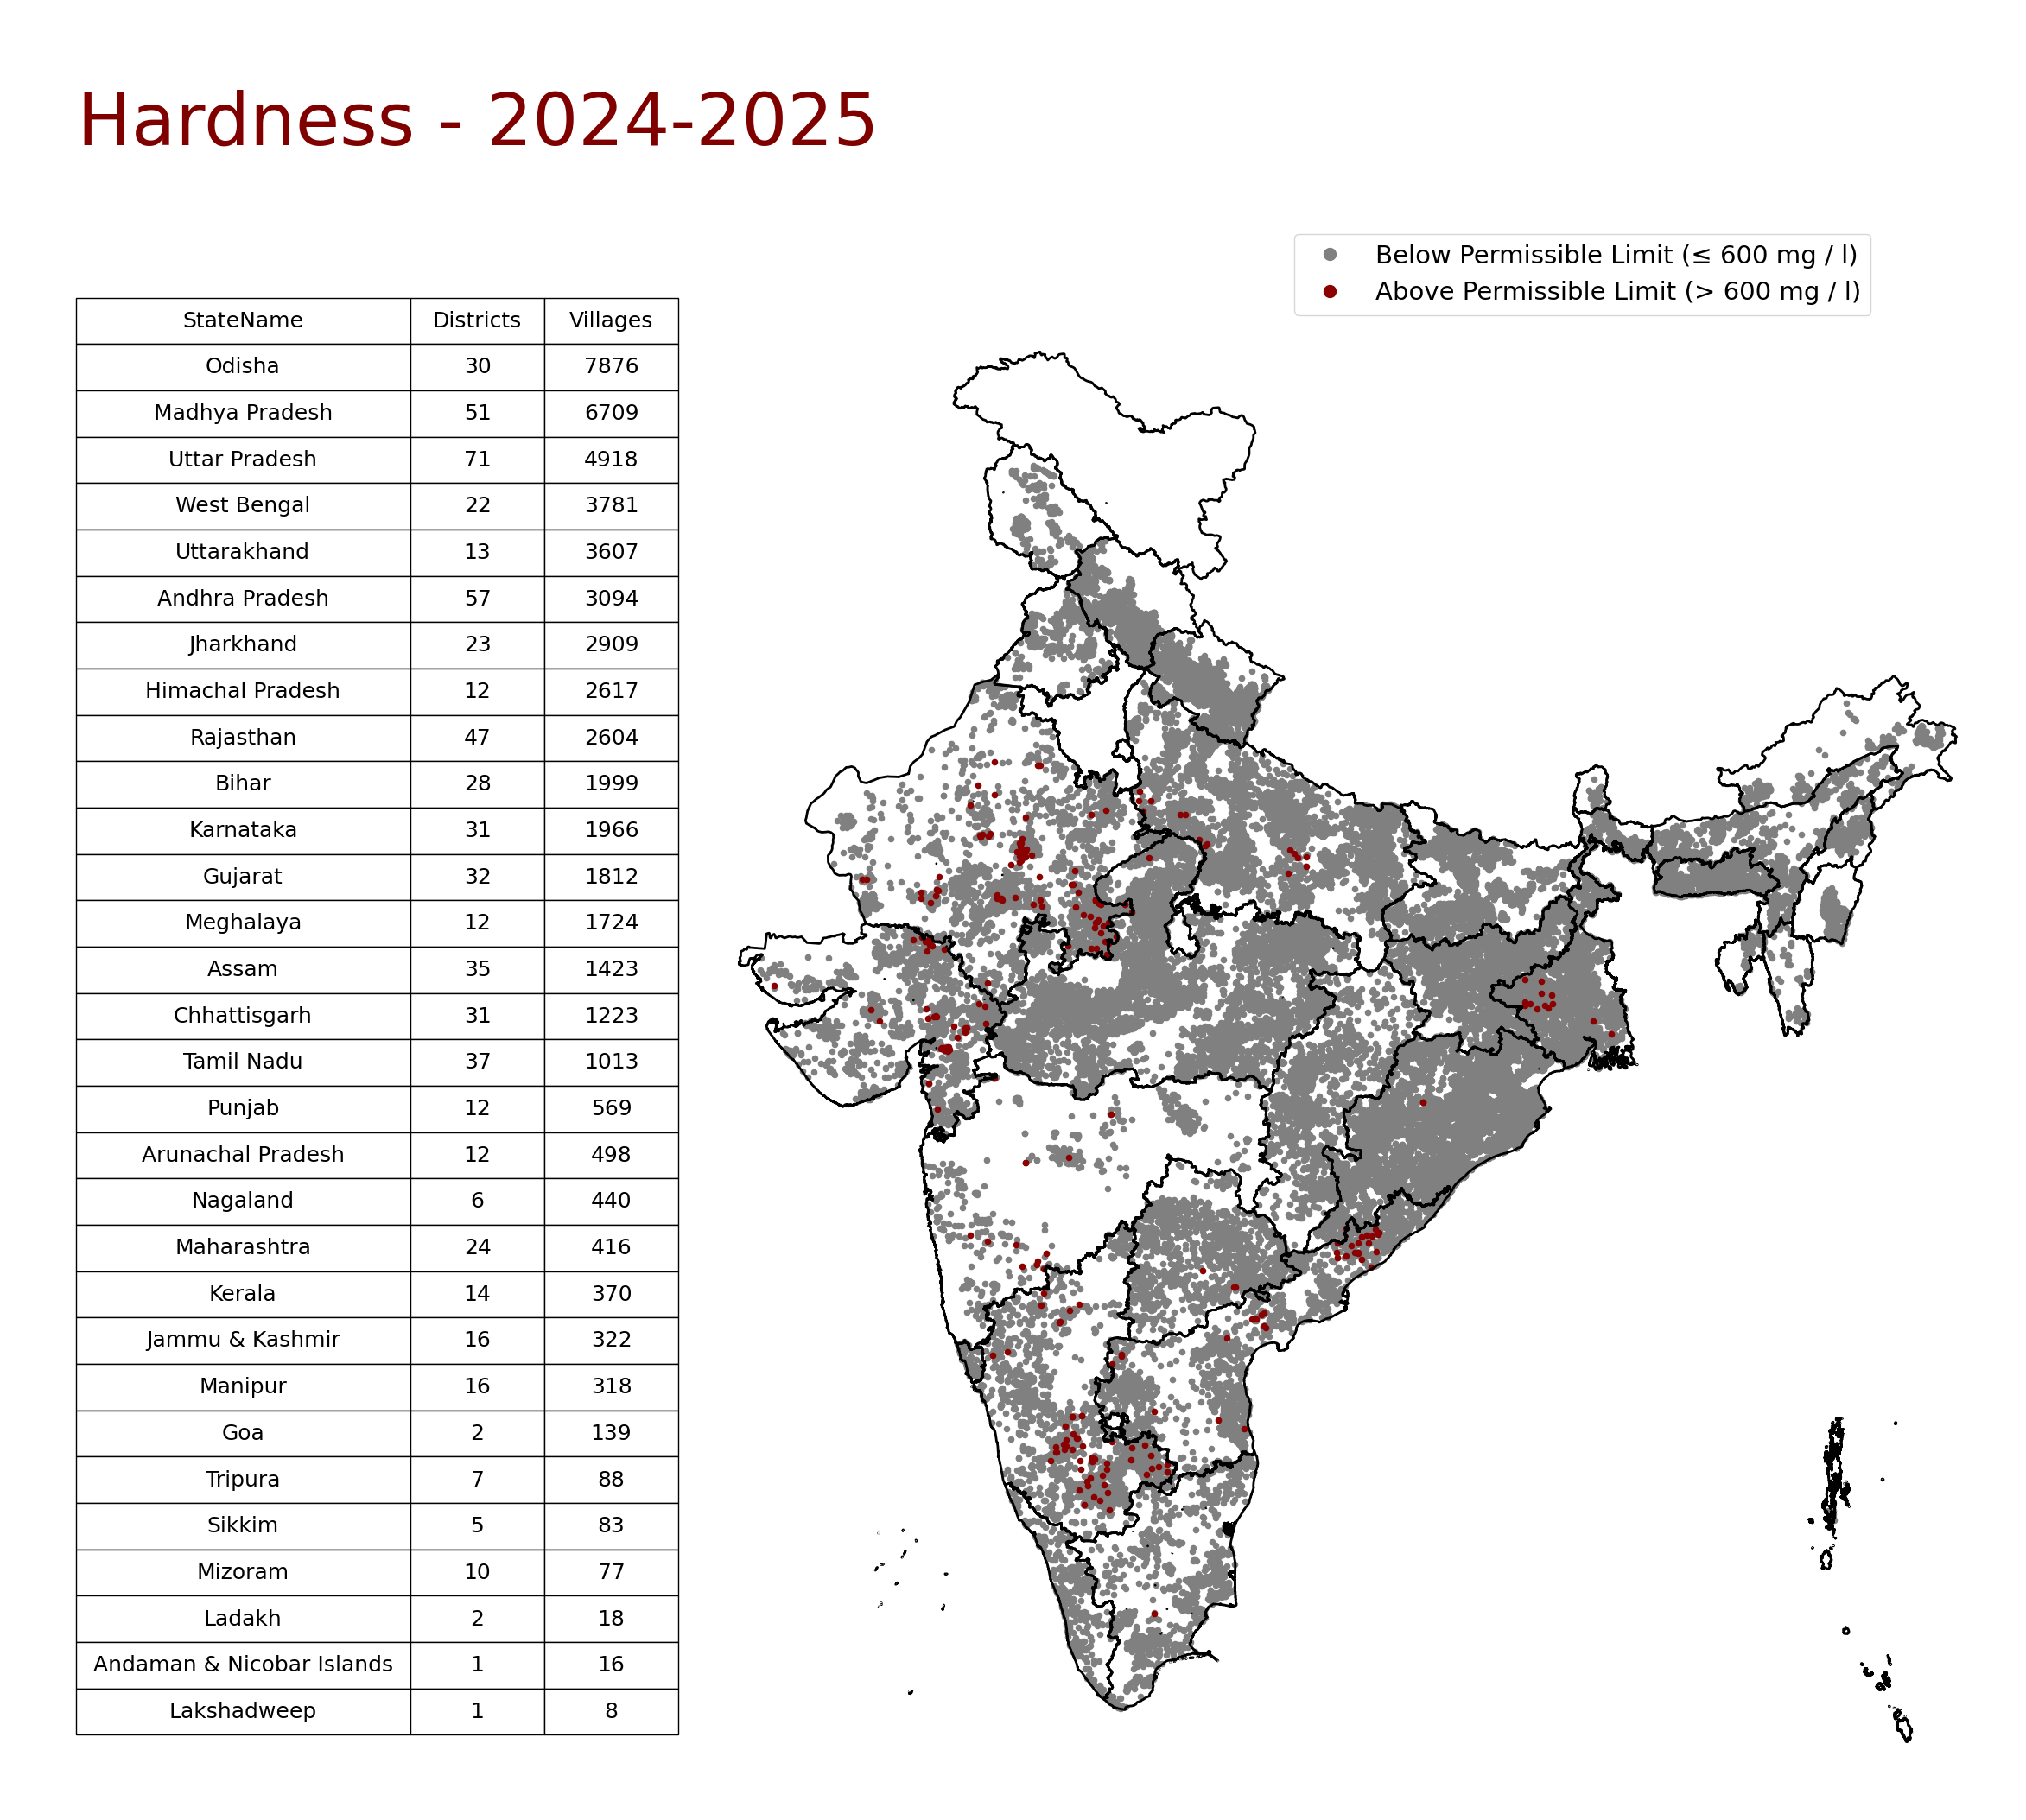 Hardness - 2024-2025
Below Permissible Limit (≤ 600 mg / l)
Above Permissible Limit (> 600 mg / l)
StateName Districts Villages
Odisha 30 7876
Madhya Pradesh 51 6709
Uttar Pradesh 71 4918
West Bengal 22 3781
Uttarakhand 13 3607
Andhra Pradesh 57 3094
Jharkhand 23 2909
Himachal Pradesh 12 2617
Rajasthan 47 2604
Bihar 28 1999
Karnataka 31 1966
Gujarat 32 1812
Meghalaya 12 1724
Assam 35 1423
Chhattisgarh 31 1223
Tamil Nadu 37 1013
Punjab 12 569
Arunachal Pradesh 12 498
Nagaland 6 440
Maharashtra 24 416
Kerala 14 370
Jammu & Kashmir 16 322
Manipur 16 318
Goa 2 139
Tripura 7 88
Sikkim 5 83
Mizoram 10 77
Ladakh 2 18
Andaman & Nicobar Islands 1 16
Lakshadweep 1 8